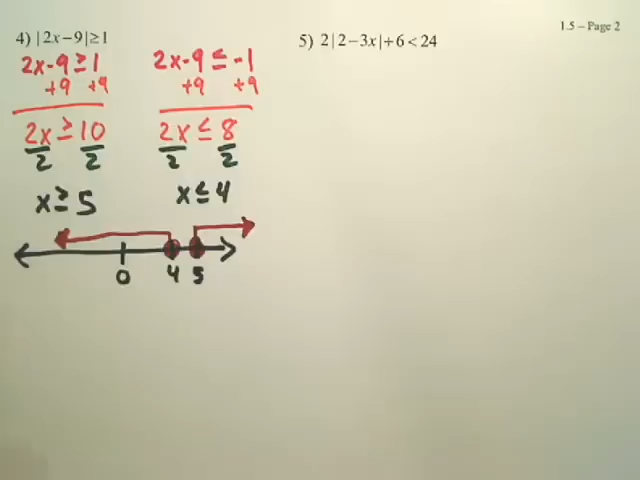 1.5 – Page 2
4) |2x−9|≥1
2x-9≥1
+9 +9
2x≥10
2 2
x≥5
2x-9≤-1
+9 +9
2x≤8
2 2
x≤4
0 4 5
5) 2|2−3x|+6<24